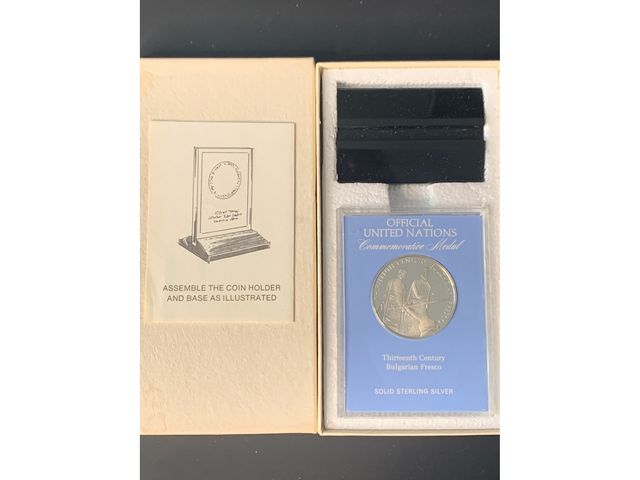 ASSEMBLE THE COIN HOLDER
AND BASE AS ILLUSTRATED
OFFICIAL
UNITED NATIONS
Commemorative Medal
Thirteenth Century
Bulgarian Fresco
SOLID STERLING SILVER